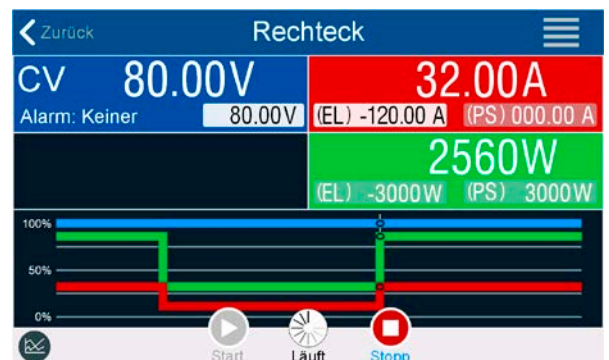 Zurück Rechteck
CV 80.00V 32.00A
Alarm: Keiner 80.00V (EL) -120.00 A (PS) 000.00 A
2560W
(EL) -3000W (PS) 3000W
100%
50%
0%
Start Läuft Stopp